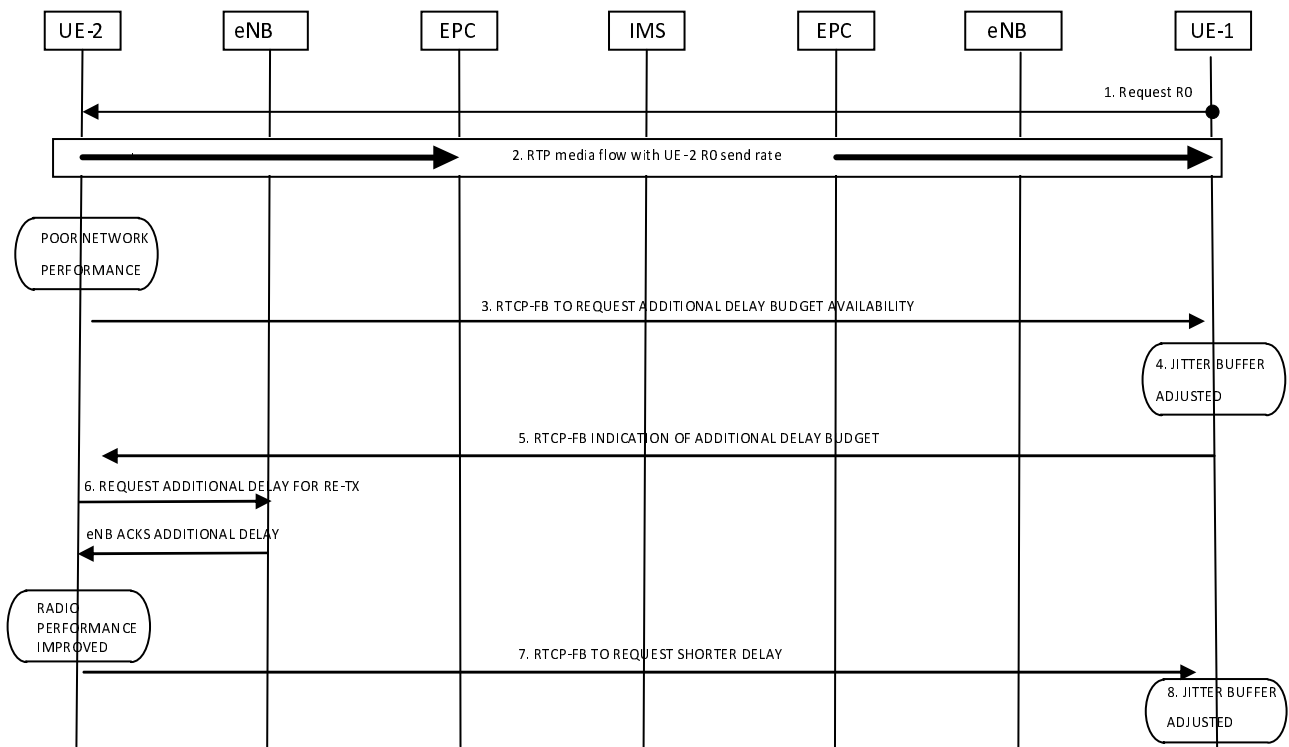 UE-2
eNB
EPC
IMS
EPC
eNB
UE-1
1. Request R0
2. RTP media flow with UE-2 R0 send rate
POOR NETWORK
PERFORMANCE
3. RTCP-FB TO REQUEST ADDITIONAL DELAY BUDGET AVAILABILITY
4. JITTER BUFFER
ADJUSTED
5. RTCP-FB INDICATION OF ADDITIONAL DELAY BUDGET
6. REQUEST ADDITIONAL DELAY FOR RE-TX
eNB ACKS ADDITIONAL DELAY
RADIO
PERFORMANCE
IMPROVED
7. RTCP-FB TO REQUEST SHORTER DELAY
8. JITTER BUFFER
ADJUSTED